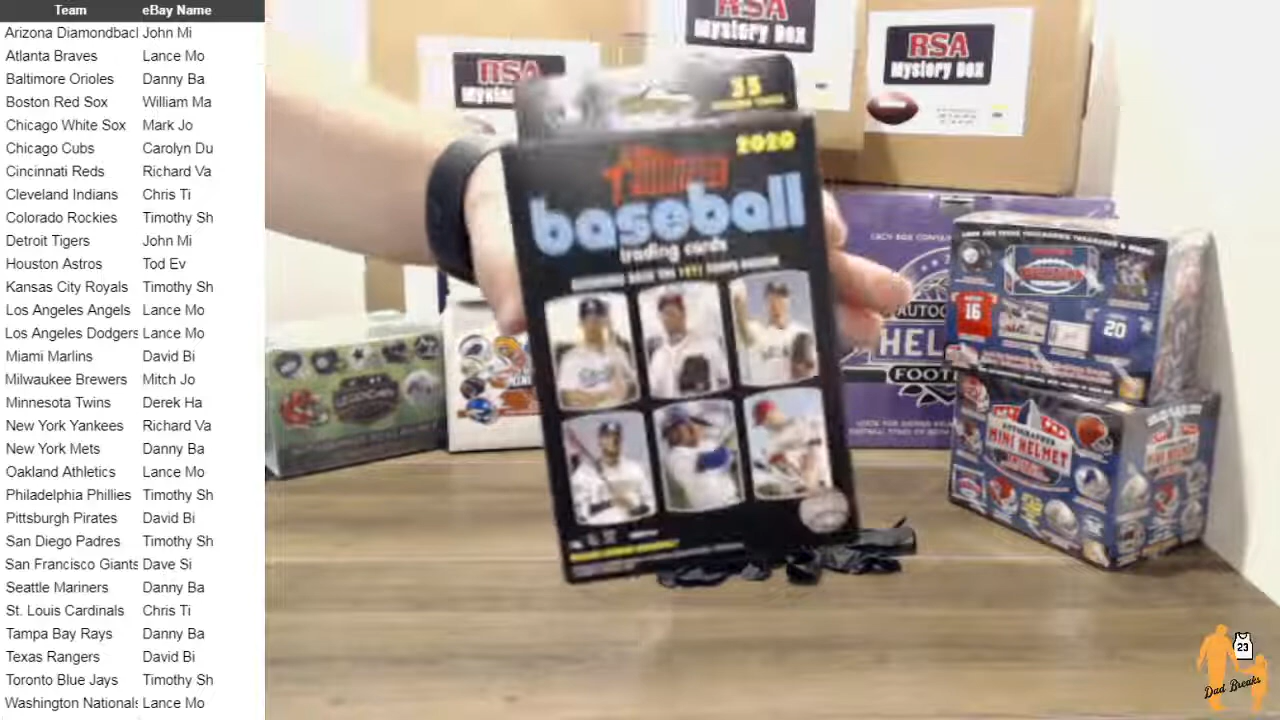 Team eBay Name
Arizona Diamondbacl John Mi
Atlanta Braves Lance Mo
Baltimore Orioles Danny Ba
Boston Red Sox William Ma
Chicago White Sox Mark Jo
Chicago Cubs Carolyn Du
Cincinnati Reds Richard Va
Cleveland Indians Chris Ti
Colorado Rockies Timothy Sh
Detroit Tigers John Mi
Houston Astros Tod Ev
Kansas City Royals Timothy Sh
Los Angeles Angels Lance Mo
Los Angeles Dodgers Lance Mo
Miami Marlins David Bi
Milwaukee Brewers Mitch Jo
Minnesota Twins Derek Ha
New York Yankees Richard Va
New York Mets Danny Ba
Oakland Athletics Lance Mo
Philadelphia Phillies Timothy Sh
Pittsburgh Pirates David Bi
San Diego Padres Timothy Sh
San Francisco Giants Dave Si
Seattle Mariners Danny Ba
St. Louis Cardinals Chris Ti
Tampa Bay Rays Danny Ba
Texas Rangers David Bi
Toronto Blue Jays Timothy Sh
Washington Nationals Lance Mo
RSA
Mystery Box
RSA
Mystery Box
RSA
35
2020
baseball
trading cards
AUTOG
HEL
FOOT
16
20
AUTOGRAPHED
MINI HELMET
23
Dad Breaks